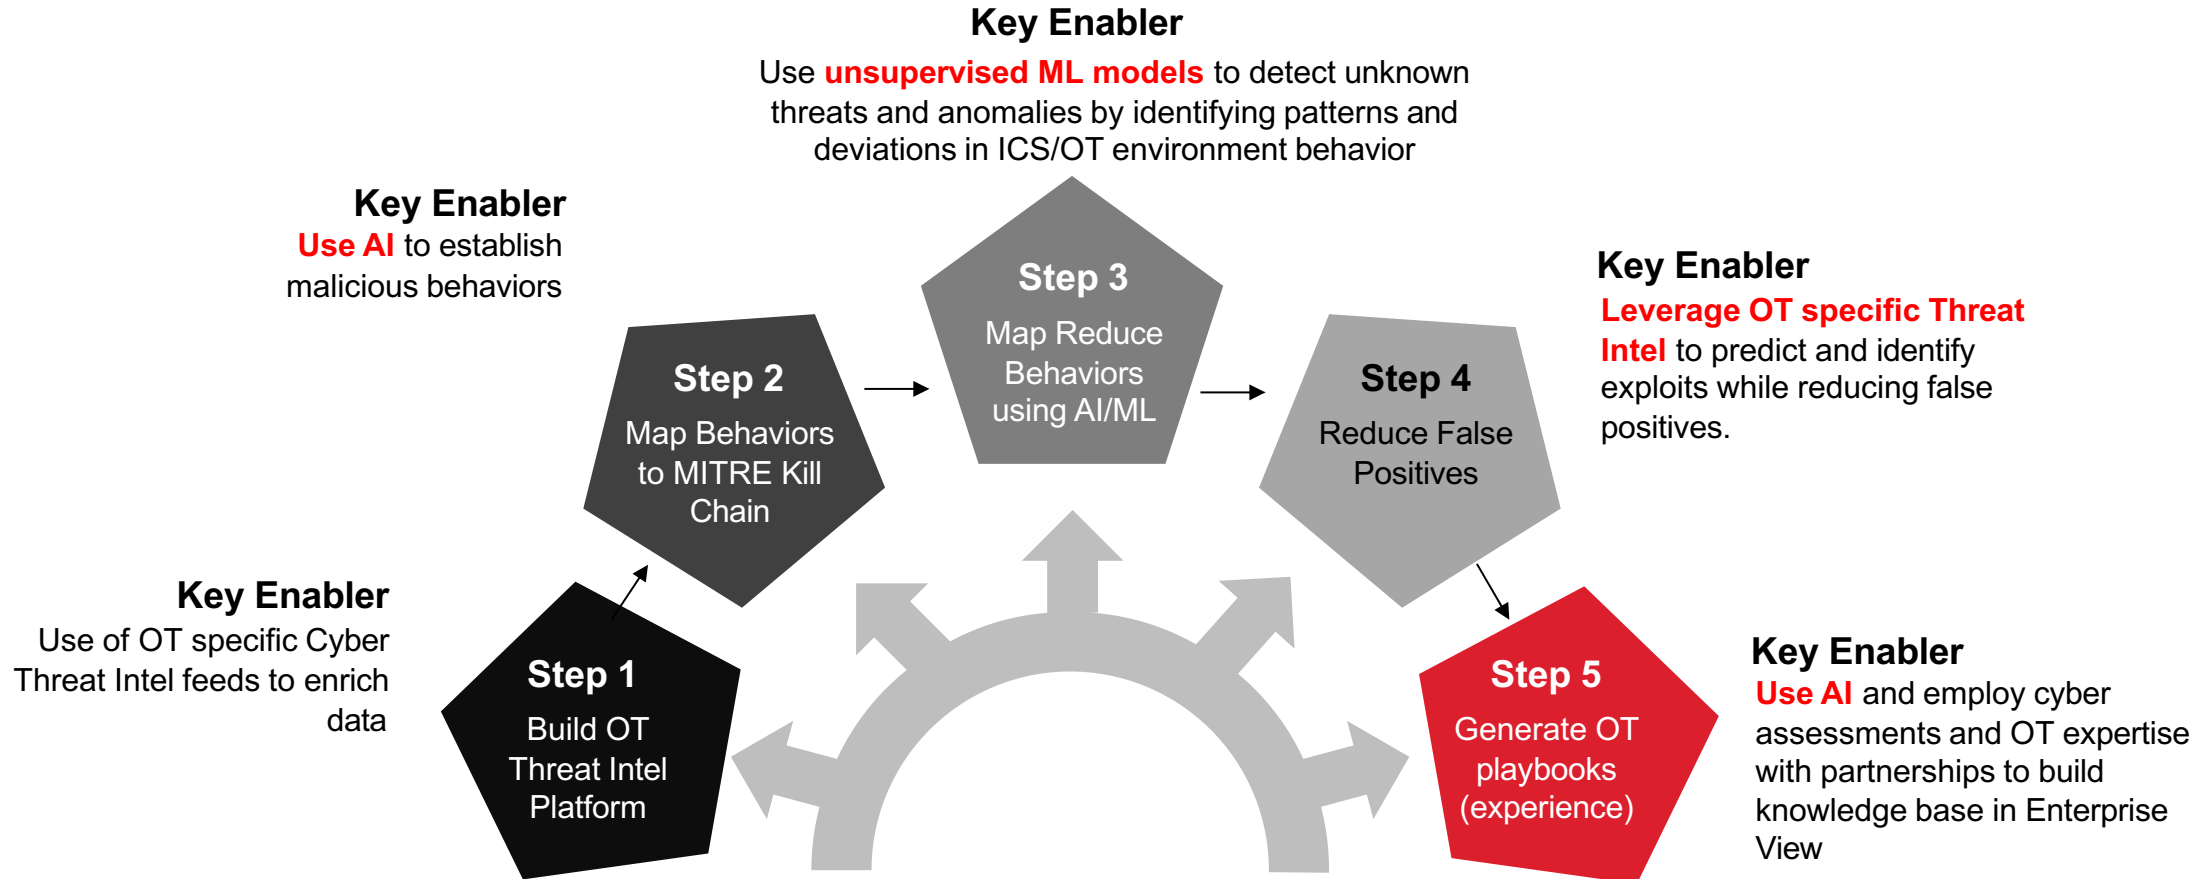 Key Enabler
Use unsupervised ML models to detect unknown
threats and anomalies by identifying patterns and
deviations in ICS/OT environment behavior
Key Enabler
Use AI to establish
malicious behaviors
Key Enabler
Leverage OT specific Threat
Intel to predict and identify
exploits while reducing false
positives.
Step 3
Map Reduce
Behaviors
using AI/ML
Step 2
Map Behaviors
to MITRE Kill
Chain
Step 4
Reduce False
Positives
Key Enabler
Use of OT specific Cyber
Threat Intel feeds to enrich
data
Step 1
Build OT
Threat Intel
Platform
Step 5
Generate OT
playbooks
(experience)
Key Enabler
Use AI and employ cyber
assessments and OT expertise
with partnerships to build
knowledge base in Enterprise
View